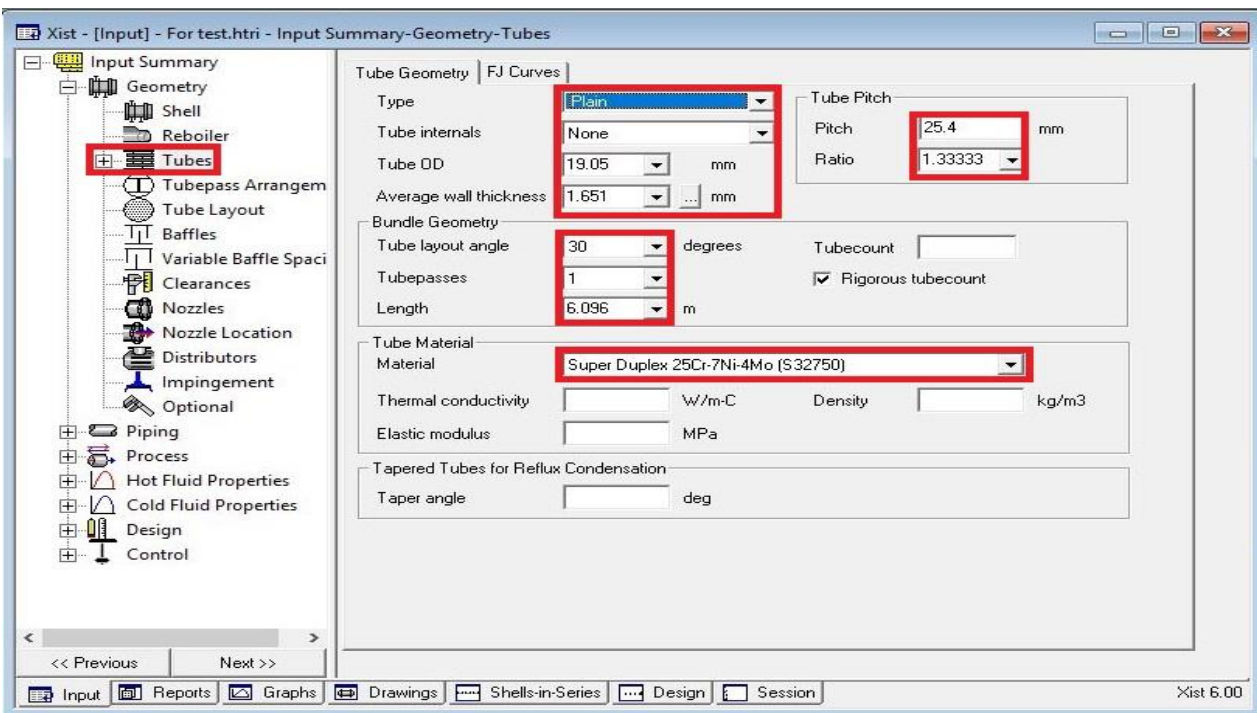 Xist - [Input] - For test.htri - Input Summary-Geometry-Tubes
Input Summary
Geometry
Shell
Reboiler
Tubes
Tubepass Arrangem
Tube Layout
Baffles
Variable Baffle Spaci
Clearances
Nozzles
Nozzle Location
Distributors
Impingement
Optional
Piping
Process
Hot Fluid Properties
Cold Fluid Properties
Design
Control
<< Previous Next >>
Tube Geometry FJ Curves
Type Plain
Tube internals None
Tube OD 19.05 mm
Average wall thickness 1.651 ... mm
Tube Pitch
Pitch 25.4 mm
Ratio 1.33333
Bundle Geometry
Tube layout angle 30 degrees
Tubepasses 1
Length 6.096 m
Tubecount
Rigorous tubecount
Tube Material
Material Super Duplex 25Cr-7Ni-4Mo (S32750)
Thermal conductivity W/m-C Density kg/m3
Elastic modulus MPa
Tapered Tubes for Reflux Condensation
Taper angle deg
Input Reports Graphs Drawings Shells-in-Series Design Session Xist 6.00